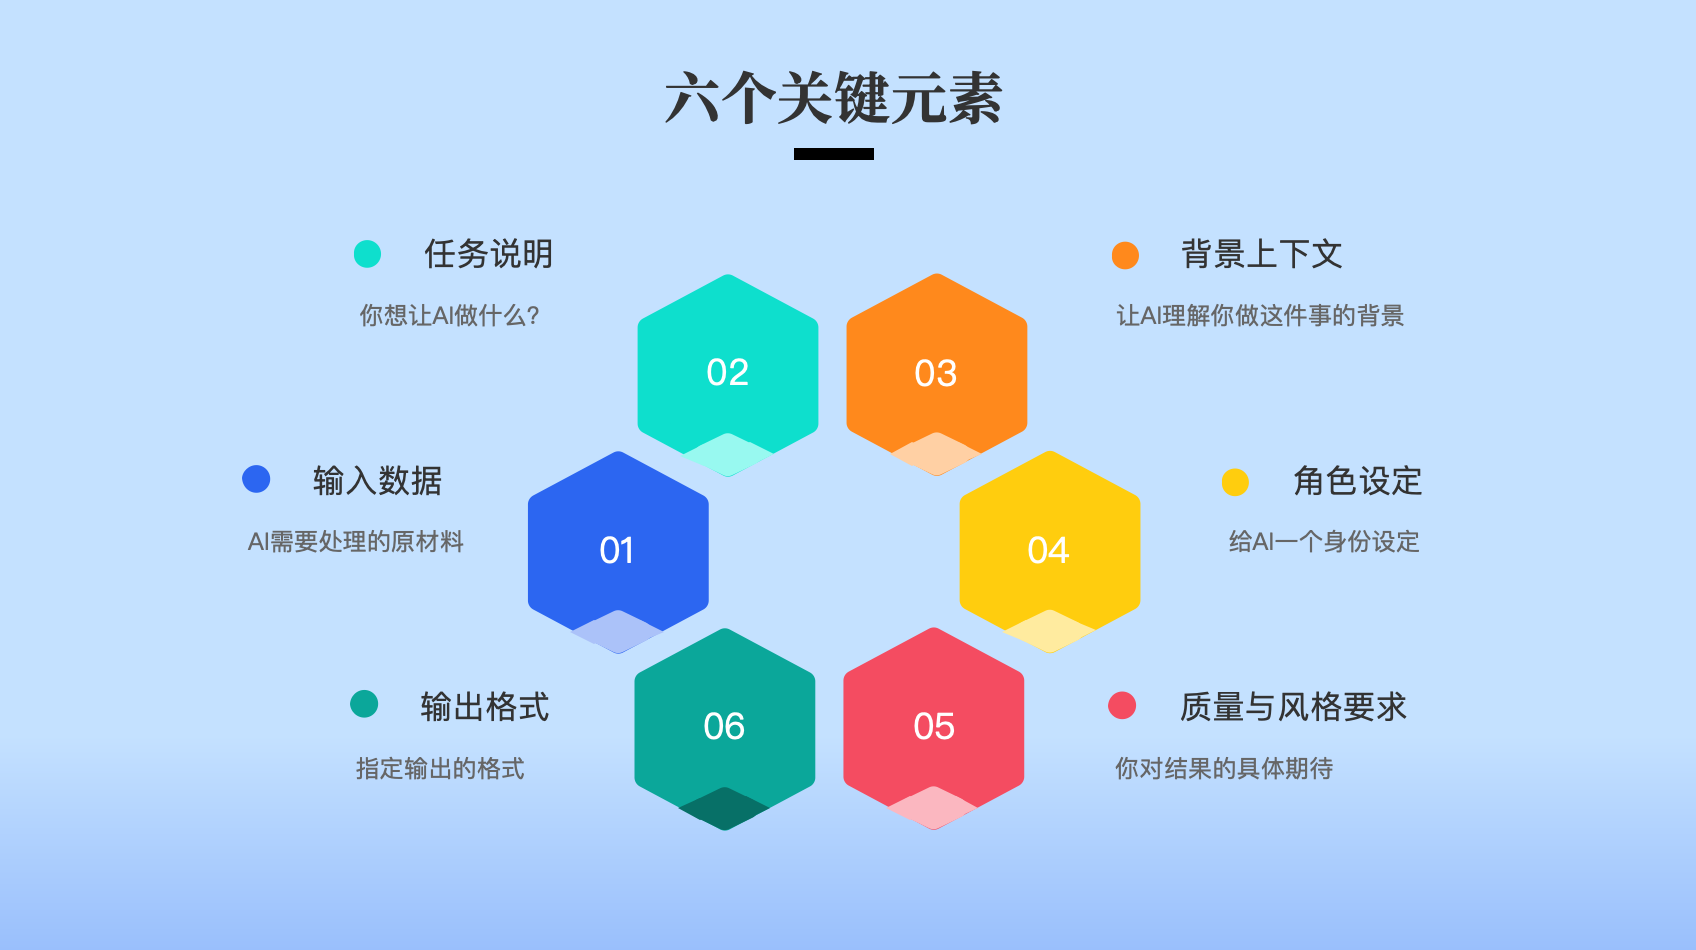 六个关键元素
任务说明
你想让AI做什么?
背景上下文
让AI理解你做这件事的背景
02
03
输入数据
AI需要处理的原材料
角色设定
给AI一个身份设定
01
04
输出格式
指定输出的格式
质量与风格要求
你对结果的具体期待
06
05